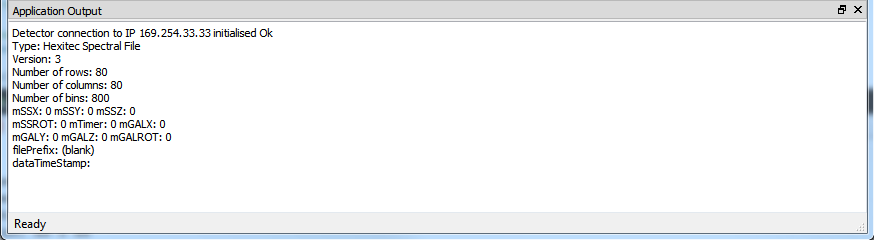 Application Output
Detector connection to IP 169.254.33.33 initialised Ok
Type: Hexitec Spectral File
Version: 3
Number of rows: 80
Number of columns: 80
Number of bins: 800
mSSX: 0 mSSY: 0 mSSZ: 0
mSSROT: 0 mTimer: 0 mGALX: 0
mGALY: 0 mGALZ: 0 mGALROT: 0
filePrefix: (blank)
dataTimeStamp:
Ready